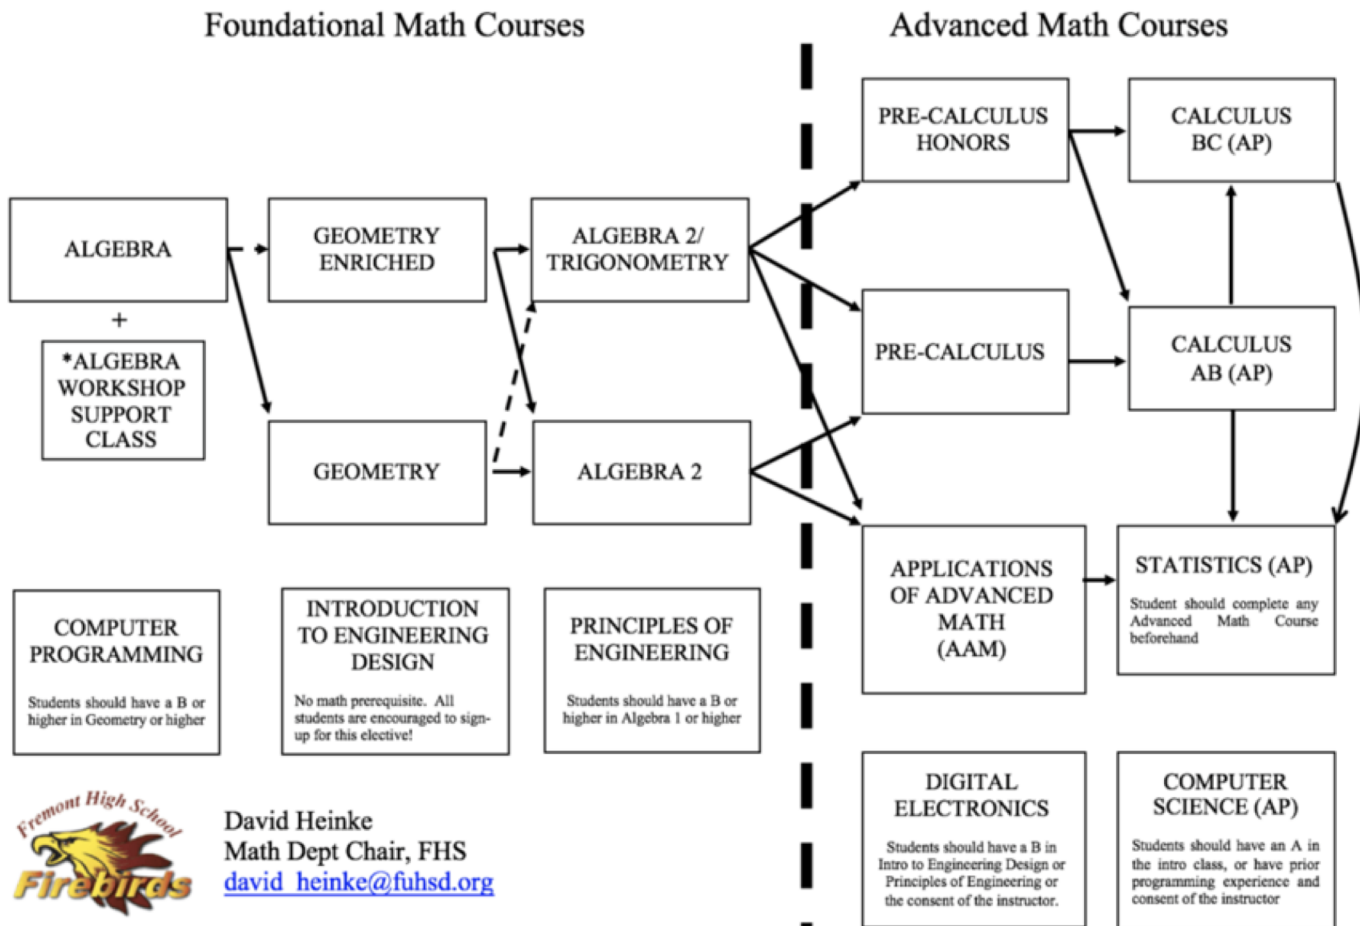 Foundational Math Courses
Advanced Math Courses
PRE-CALCULUS
HONORS
CALCULUS
BC (AP)
ALGEBRA
GEOMETRY
ENRICHED
ALGEBRA 2/
TRIGONOMETRY
+
*ALGEBRA
WORKSHOP
SUPPORT
CLASS
PRE-CALCULUS
CALCULUS
AB (AP)
GEOMETRY
ALGEBRA 2
APPLICATIONS
OF ADVANCED
MATH
(AAM)
STATISTICS (AP)
Student should complete any
Advanced Math Course
beforehand
COMPUTER
PROGRAMMING
Students should have a B or
higher in Geometry or higher
INTRODUCTION
TO ENGINEERING
DESIGN
No math prerequisite. All
students are encouraged to sign-
up for this elective!
PRINCIPLES OF
ENGINEERING
Students should have a B or
higher in Algebra 1 or higher
DIGITAL
ELECTRONICS
Students should have a B in
Intro to Engineering Design or
Principles of Engineering or
the consent of the instructor.
COMPUTER
SCIENCE (AP)
Students should have an A in
the intro class, or have prior
programming experience and
consent of the instructor
Fremont High School
Firebirds
David Heinke
Math Dept Chair, FHS
david_heinke@fuhsd.org